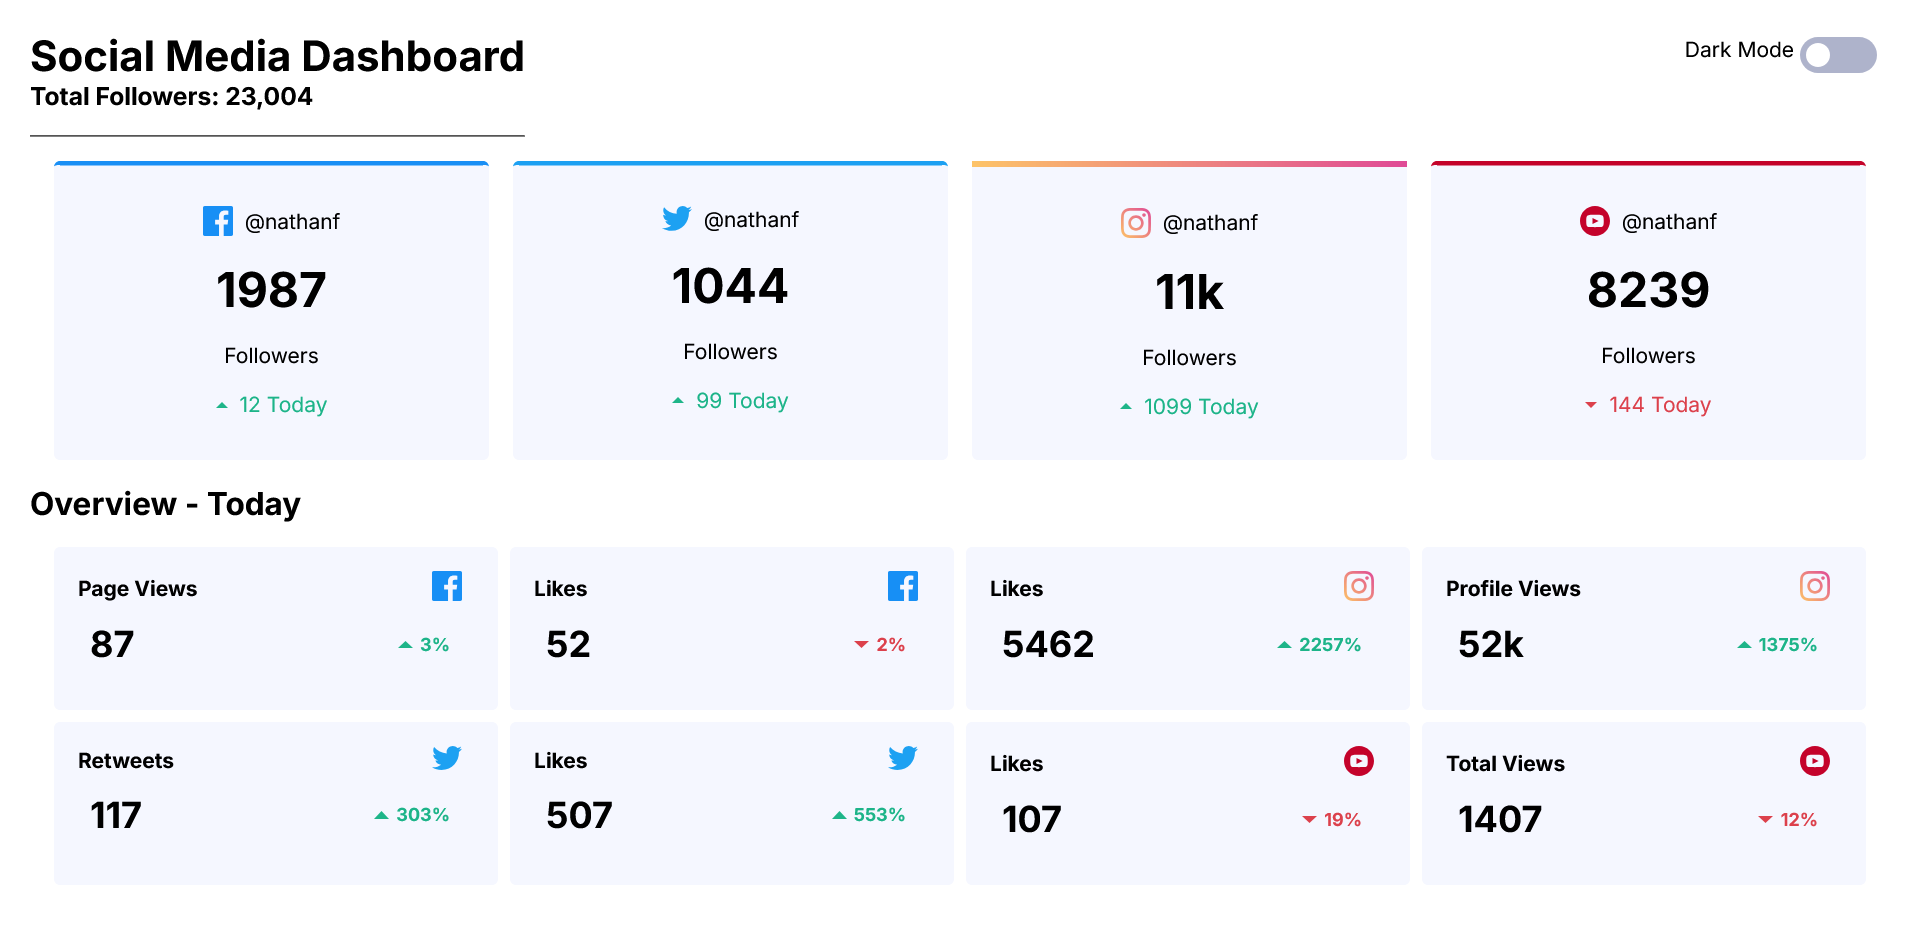 Social Media Dashboard
Total Followers: 23,004
Dark Mode
@nathanf
1987
Followers
12 Today
@nathanf
1044
Followers
99 Today
@nathanf
11k
Followers
1099 Today
@nathanf
8239
Followers
144 Today
Overview - Today
Page Views
87
3%
Likes
52
2%
Likes
5462
2257%
Profile Views
52k
1375%
Retweets
117
303%
Likes
507
553%
Likes
107
19%
Total Views
1407
12%